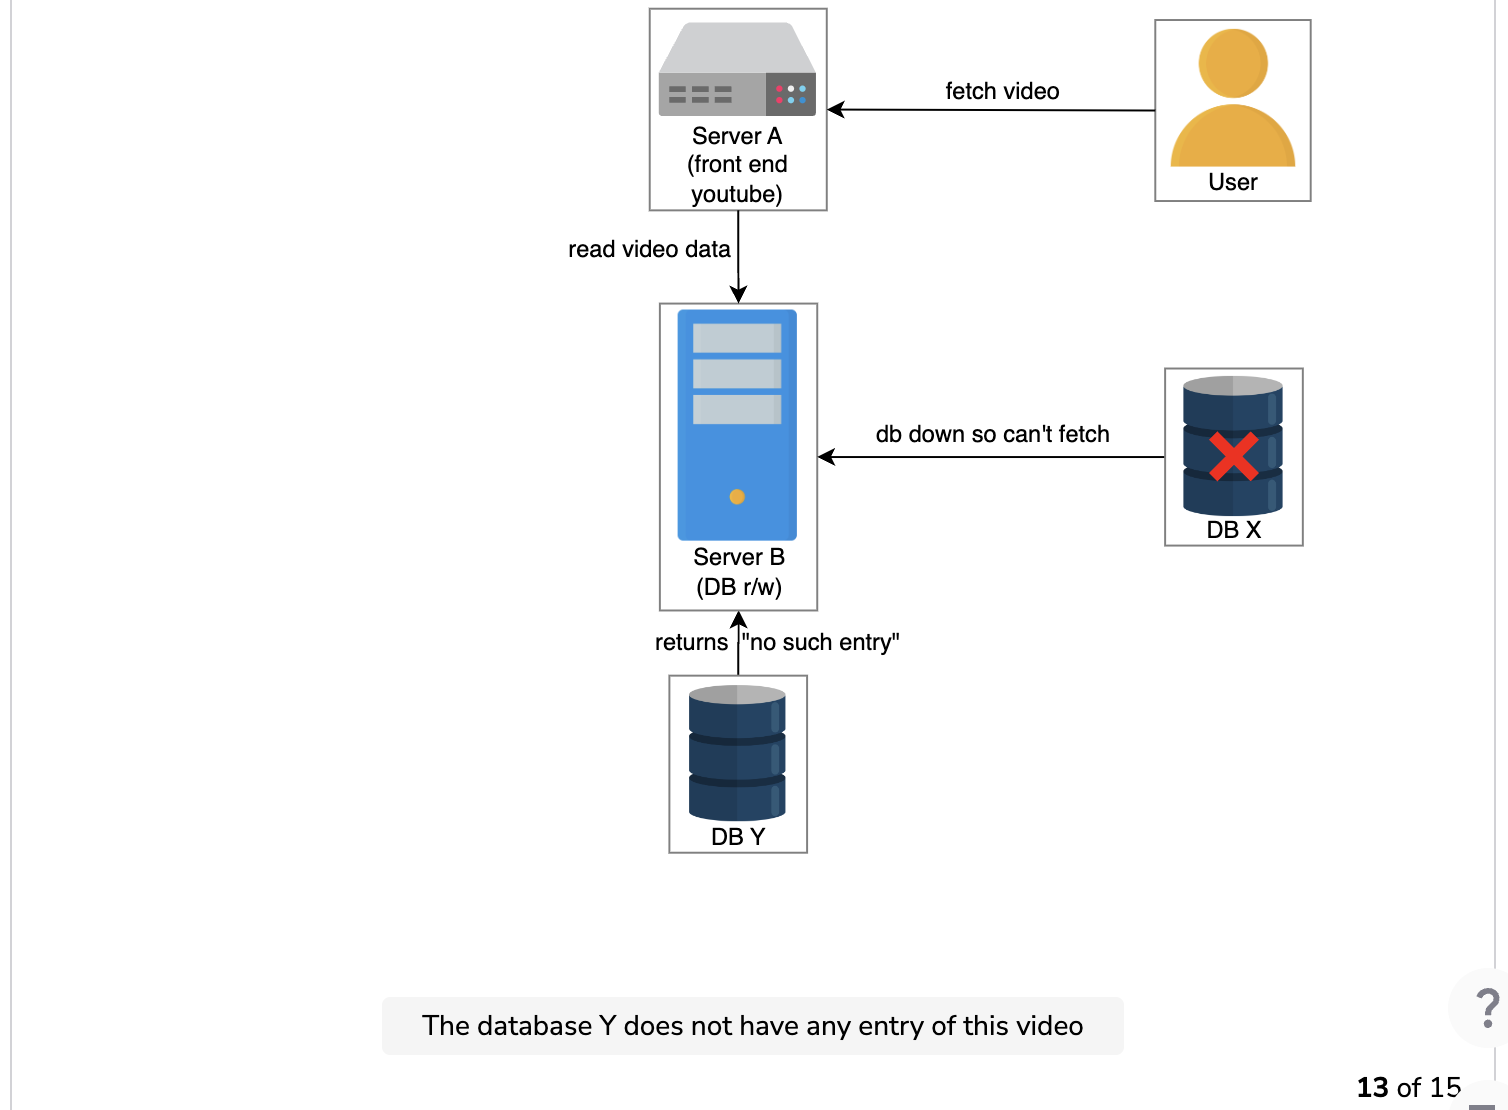 fetch video
Server A
(front end
youtube)
User
read video data
db down so can't fetch
DB X
Server B
(DB r/w)
returns "no such entry"
DB Y
The database Y does not have any entry of this video
?
13 of 15